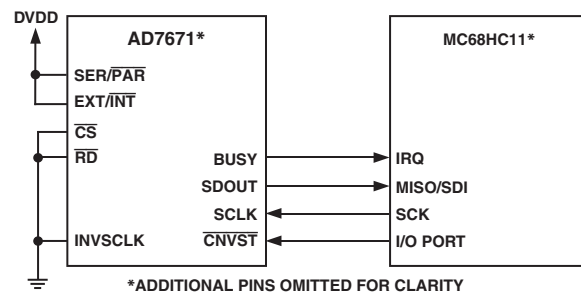 DVDD
AD7671*
MC68HC11*
SER/PAR
EXT/INT
CS
RD
BUSY
IRQ
SDOUT
MISO/SDI
SCLK
SCK
INVSCLK
CNVST
I/O PORT
*ADDITIONAL PINS OMITTED FOR CLARITY